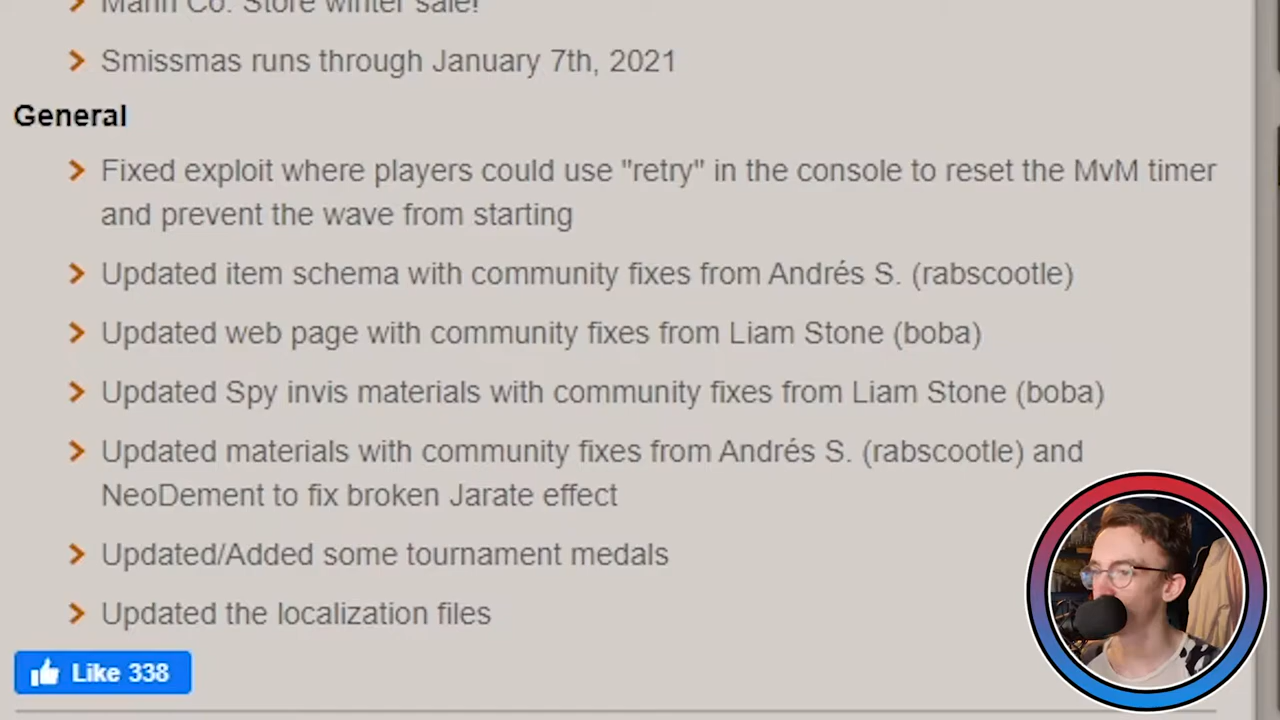 Mann Co. Store winter sale!
Smissmas runs through January 7th, 2021
General
Fixed exploit where players could use "retry" in the console to reset the MvM timer
and prevent the wave from starting
Updated item schema with community fixes from Andrés S. (rabscootle)
Updated web page with community fixes from Liam Stone (boba)
Updated Spy invis materials with community fixes from Liam Stone (boba)
Updated materials with community fixes from Andrés S. (rabscootle) and
NeoDement to fix broken Jarate effect
Updated/Added some tournament medals
Updated the localization files
Like 338